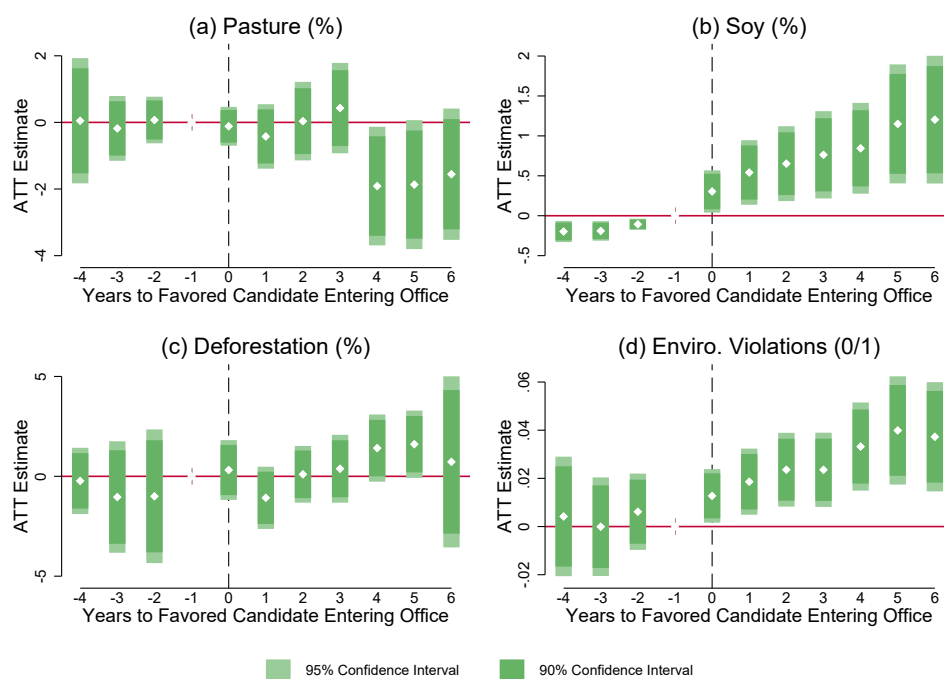 (a) Pasture (%)
ATT Estimate
2
0
-2
-4
-4 -3 -2 -1 0 1 2 3 4 5 6
Years to Favored Candidate Entering Office
(b) Soy (%)
ATT Estimate
2
1.5
1
.5
0
-.5
-4 -3 -2 -1 0 1 2 3 4 5 6
Years to Favored Candidate Entering Office
(c) Deforestation (%)
ATT Estimate
5
0
-5
-4 -3 -2 -1 0 1 2 3 4 5 6
Years to Favored Candidate Entering Office
(d) Enviro. Violations (0/1)
ATT Estimate
.06
.04
.02
0
-.02
-4 -3 -2 -1 0 1 2 3 4 5 6
Years to Favored Candidate Entering Office
95% Confidence Interval
90% Confidence Interval